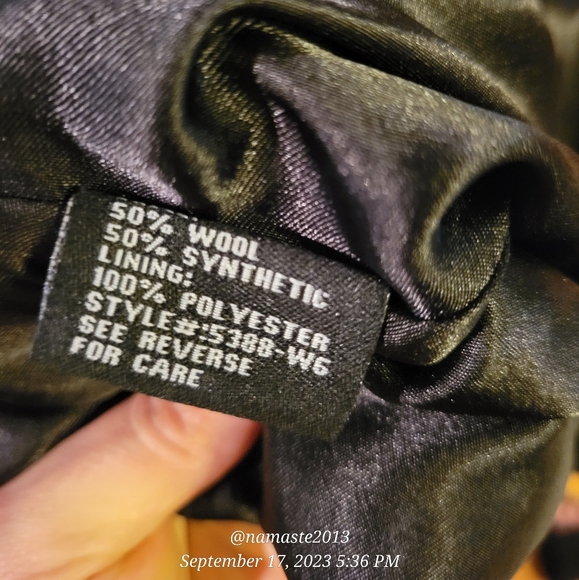 50% WOOL
50% SYNTHETIC
LINING:
100% POLYESTER
STYLE#:5388-WG
SEE REVERSE
FOR CARE
@namaste2013
September 17, 2023 5:36 PM